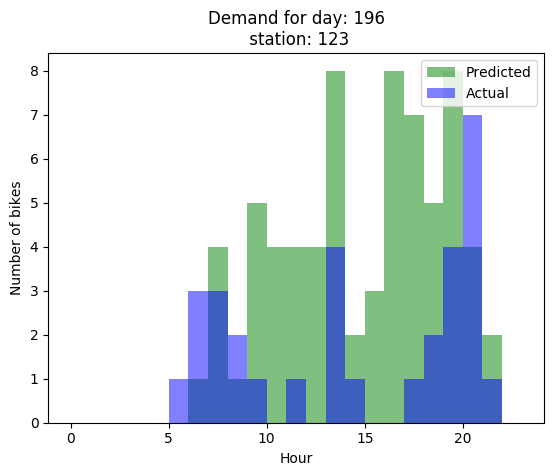 Demand for day: 196
station: 123
Predicted
Actual
Number of bikes
8
7
6
5
4
3
2
1
0
0 5 10 15 20
Hour